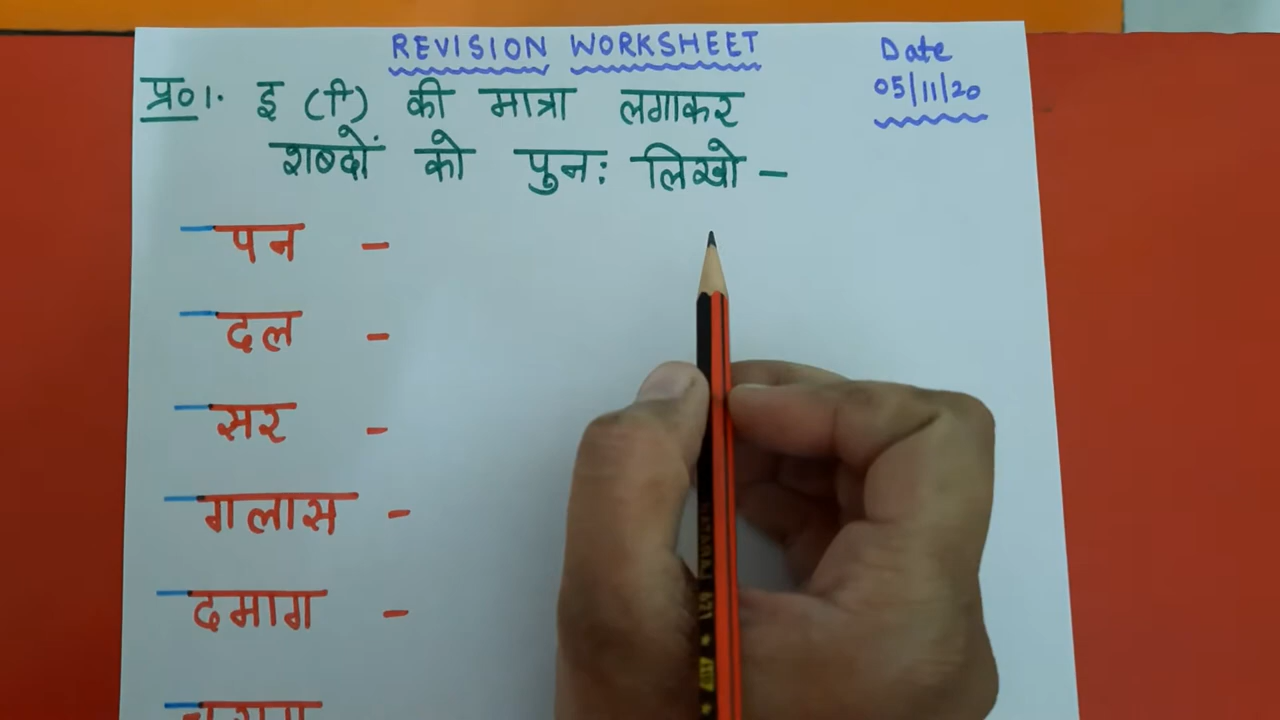 REVISION WORKSHEET
Date
05/11/20
प्र०1. इ (ि) की मात्रा लगाकर
शब्दों को पुनः लिखो –
पन –
दल –
सर –
गलास –
दमाग –